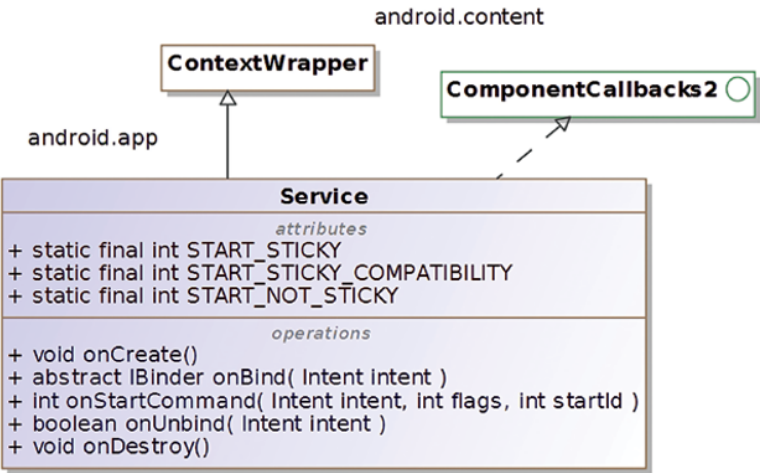 android.content
ContextWrapper
ComponentCallbacks2
android.app
Service
attributes
+ static final int START_STICKY
+ static final int START_STICKY_COMPATIBILITY
+ static final int START_NOT_STICKY
operations
+ void onCreate()
+ abstract IBinder onBind( Intent intent )
+ int onStartCommand( Intent intent, int flags, int startId )
+ boolean onUnbind( Intent intent )
+ void onDestroy()